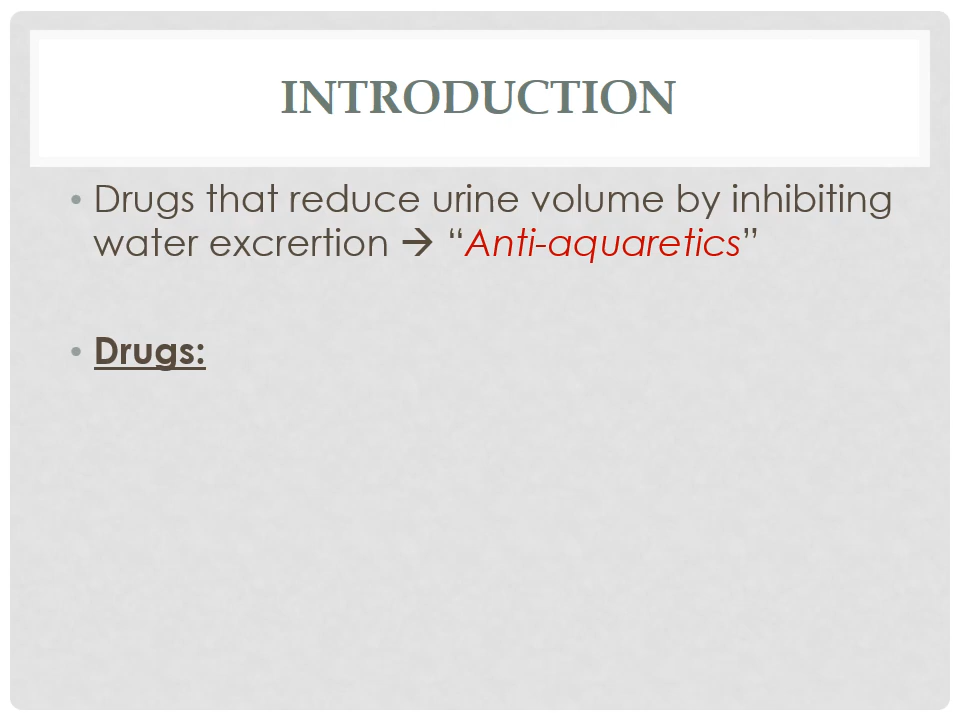 INTRODUCTION
• Drugs that reduce urine volume by inhibiting
water excrertion → “Anti-aquaretics”
• Drugs: